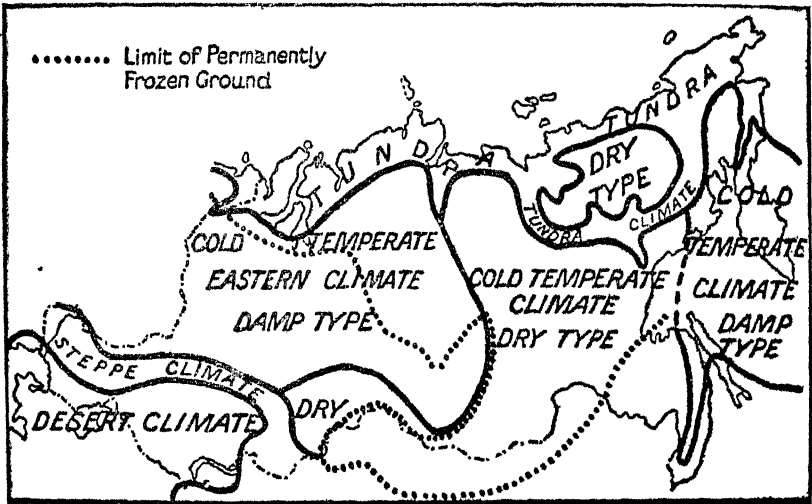 Limit of Permanently
Frozen Ground
TUNDRA
TUNDRA
DRY
TYPE
TUNDRA CLIMATE
COLD TEMPERATE
EASTERN CLIMATE
DAMP TYPE
COLD TEMPERATE
CLIMATE
DRY TYPE
COLD
TEMPERATE
CLIMATE
DAMP
TYPE
STEPPE CLIMATE
DESERT CLIMATE
DRY